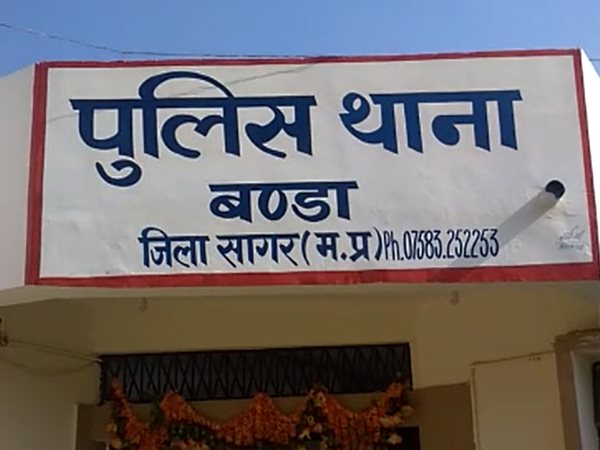 पुलिस थाना
बण्डा
जिला सागर (म.प्र) Ph.07583.252253